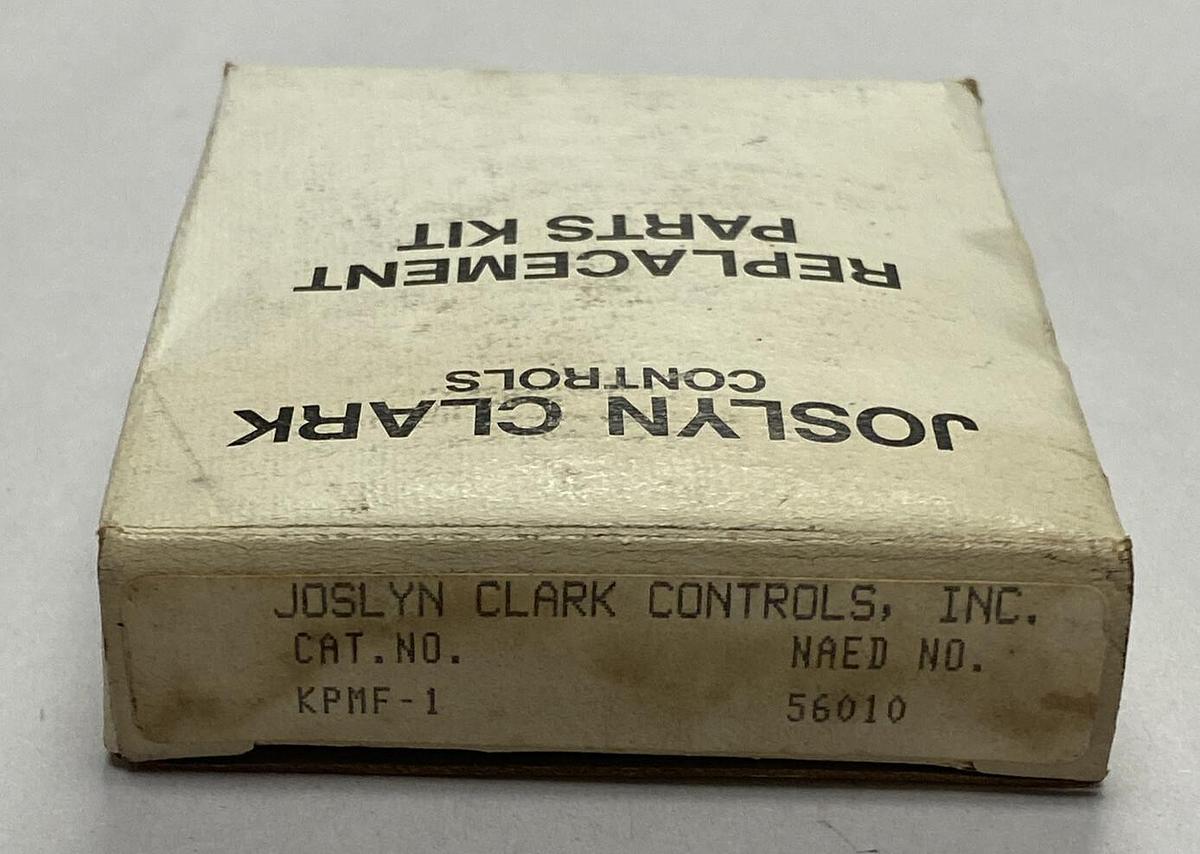 JOSLYN CLARK
CONTROLS
REPLACEMENT
PARTS KIT
JOSLYN CLARK CONTROLS, INC.
CAT.NO. NAED NO.
KPMF-1 56010